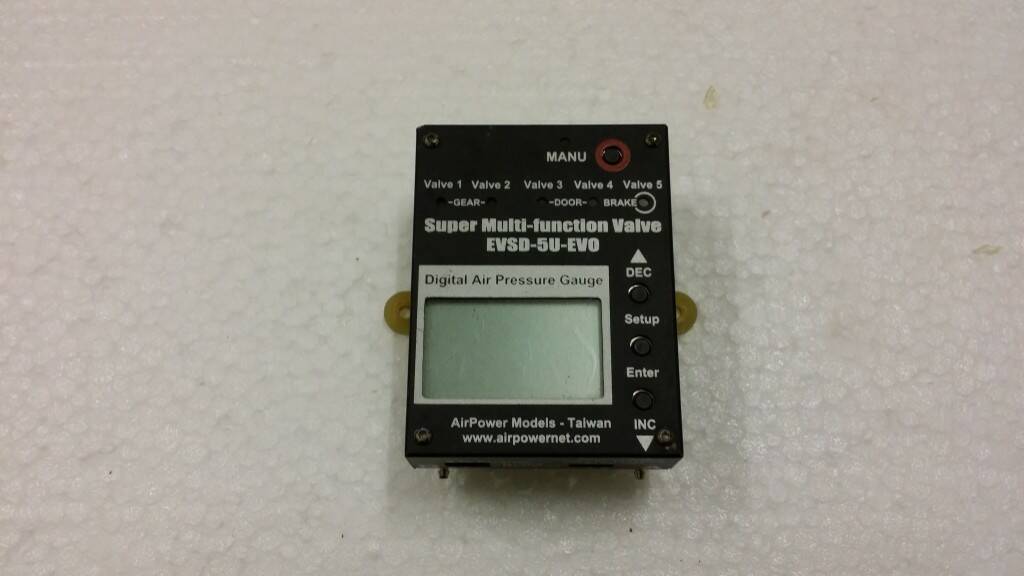 MANU
Valve 1 Valve 2 Valve 3 Valve 4 Valve 5
-GEAR- -DOOR- BRAKE
Super Multi-function Valve
EVSD-5U-EVO
▲
DEC
Digital Air Pressure Gauge
Setup
Enter
INC
▼
AirPower Models - Taiwan
www.airpowernet.com